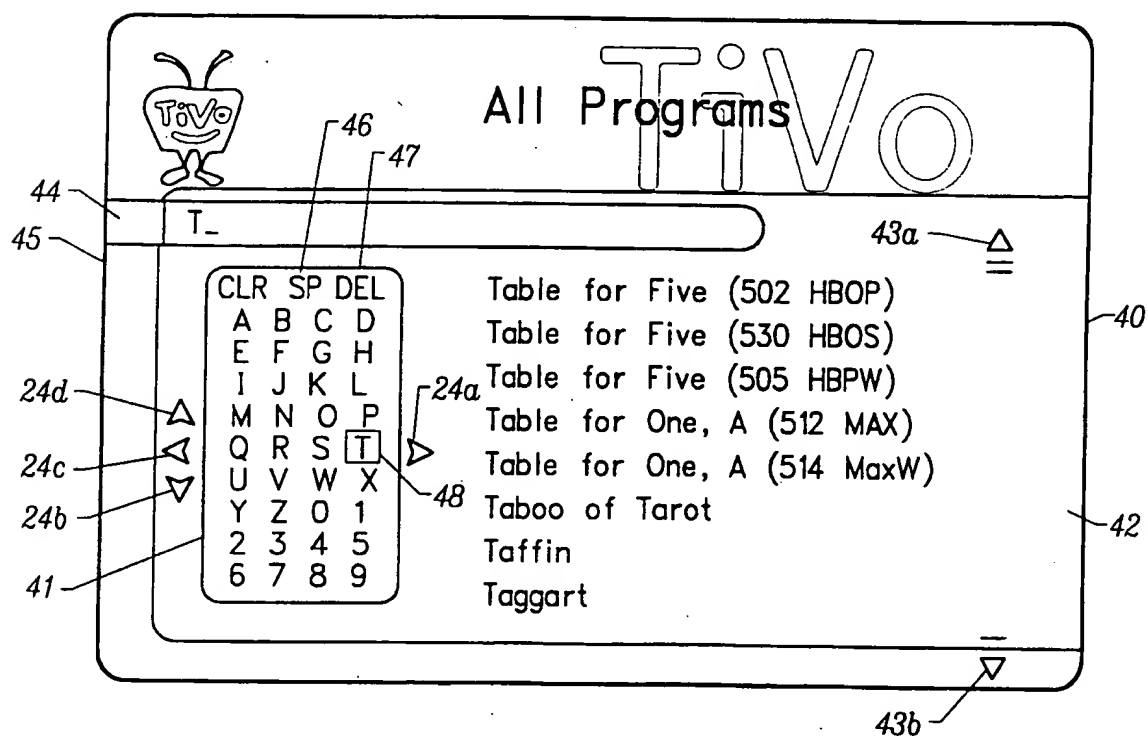 TiVo
TiVo
All Programs
46
47
44
T_
43a
45
CLR SP DEL
Table for Five (502 HBOP)
40
A B C D
Table for Five (530 HBOS)
E F G H
Table for Five (505 HBPW)
I J K L
24d
24a
M N O P
Table for One, A (512 MAX)
24c
Q R S T
Table for One, A (514 MaxW)
U V W X
48
24b
Y Z 0 1
Taboo of Tarot
42
2 3 4 5
Taffin
41
6 7 8 9
Taggart
43b